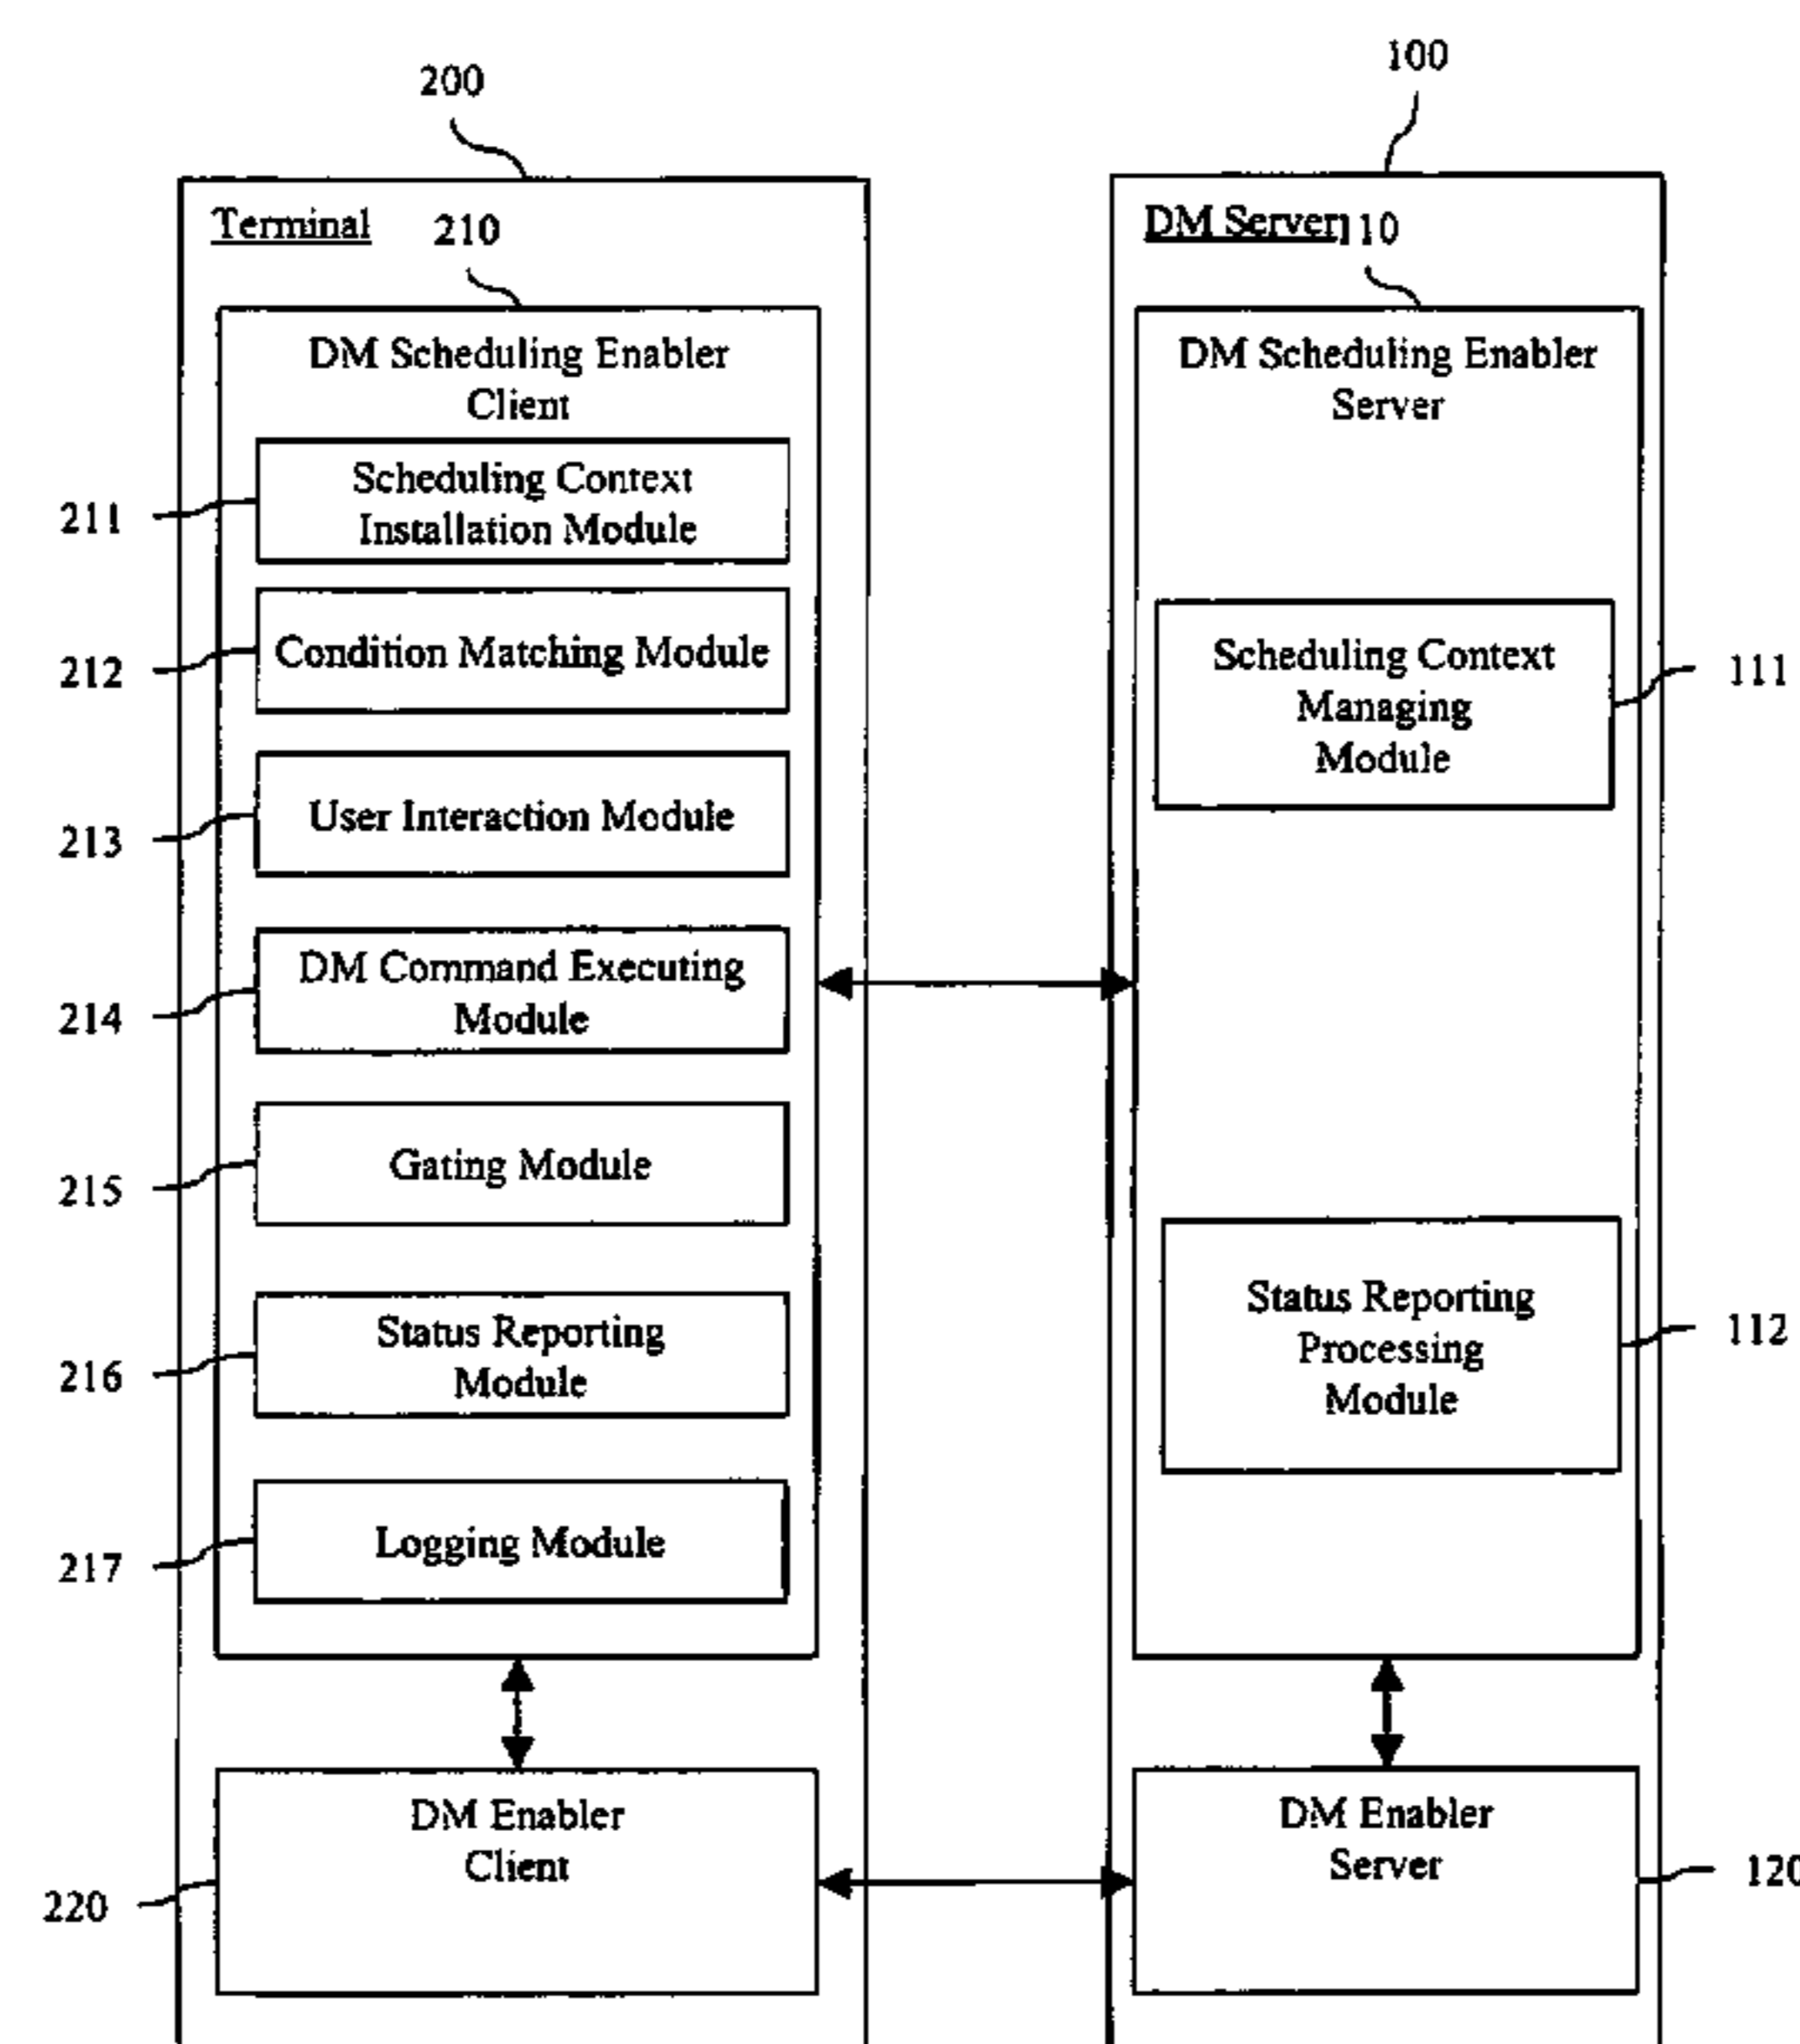 200
100
Terminal
210
DM Server
110
DM Scheduling Enabler
Client
Scheduling Context
Installation Module
211
Condition Matching Module
212
User Interaction Module
213
DM Command Executing
Module
214
Gating Module
215
Status Reporting
Module
216
Logging Module
217
DM Enabler
Client
220
DM Scheduling Enabler
Server
Scheduling Context
Managing
Module
111
Status Reporting
Processing
Module
112
DM Enabler
Server
120